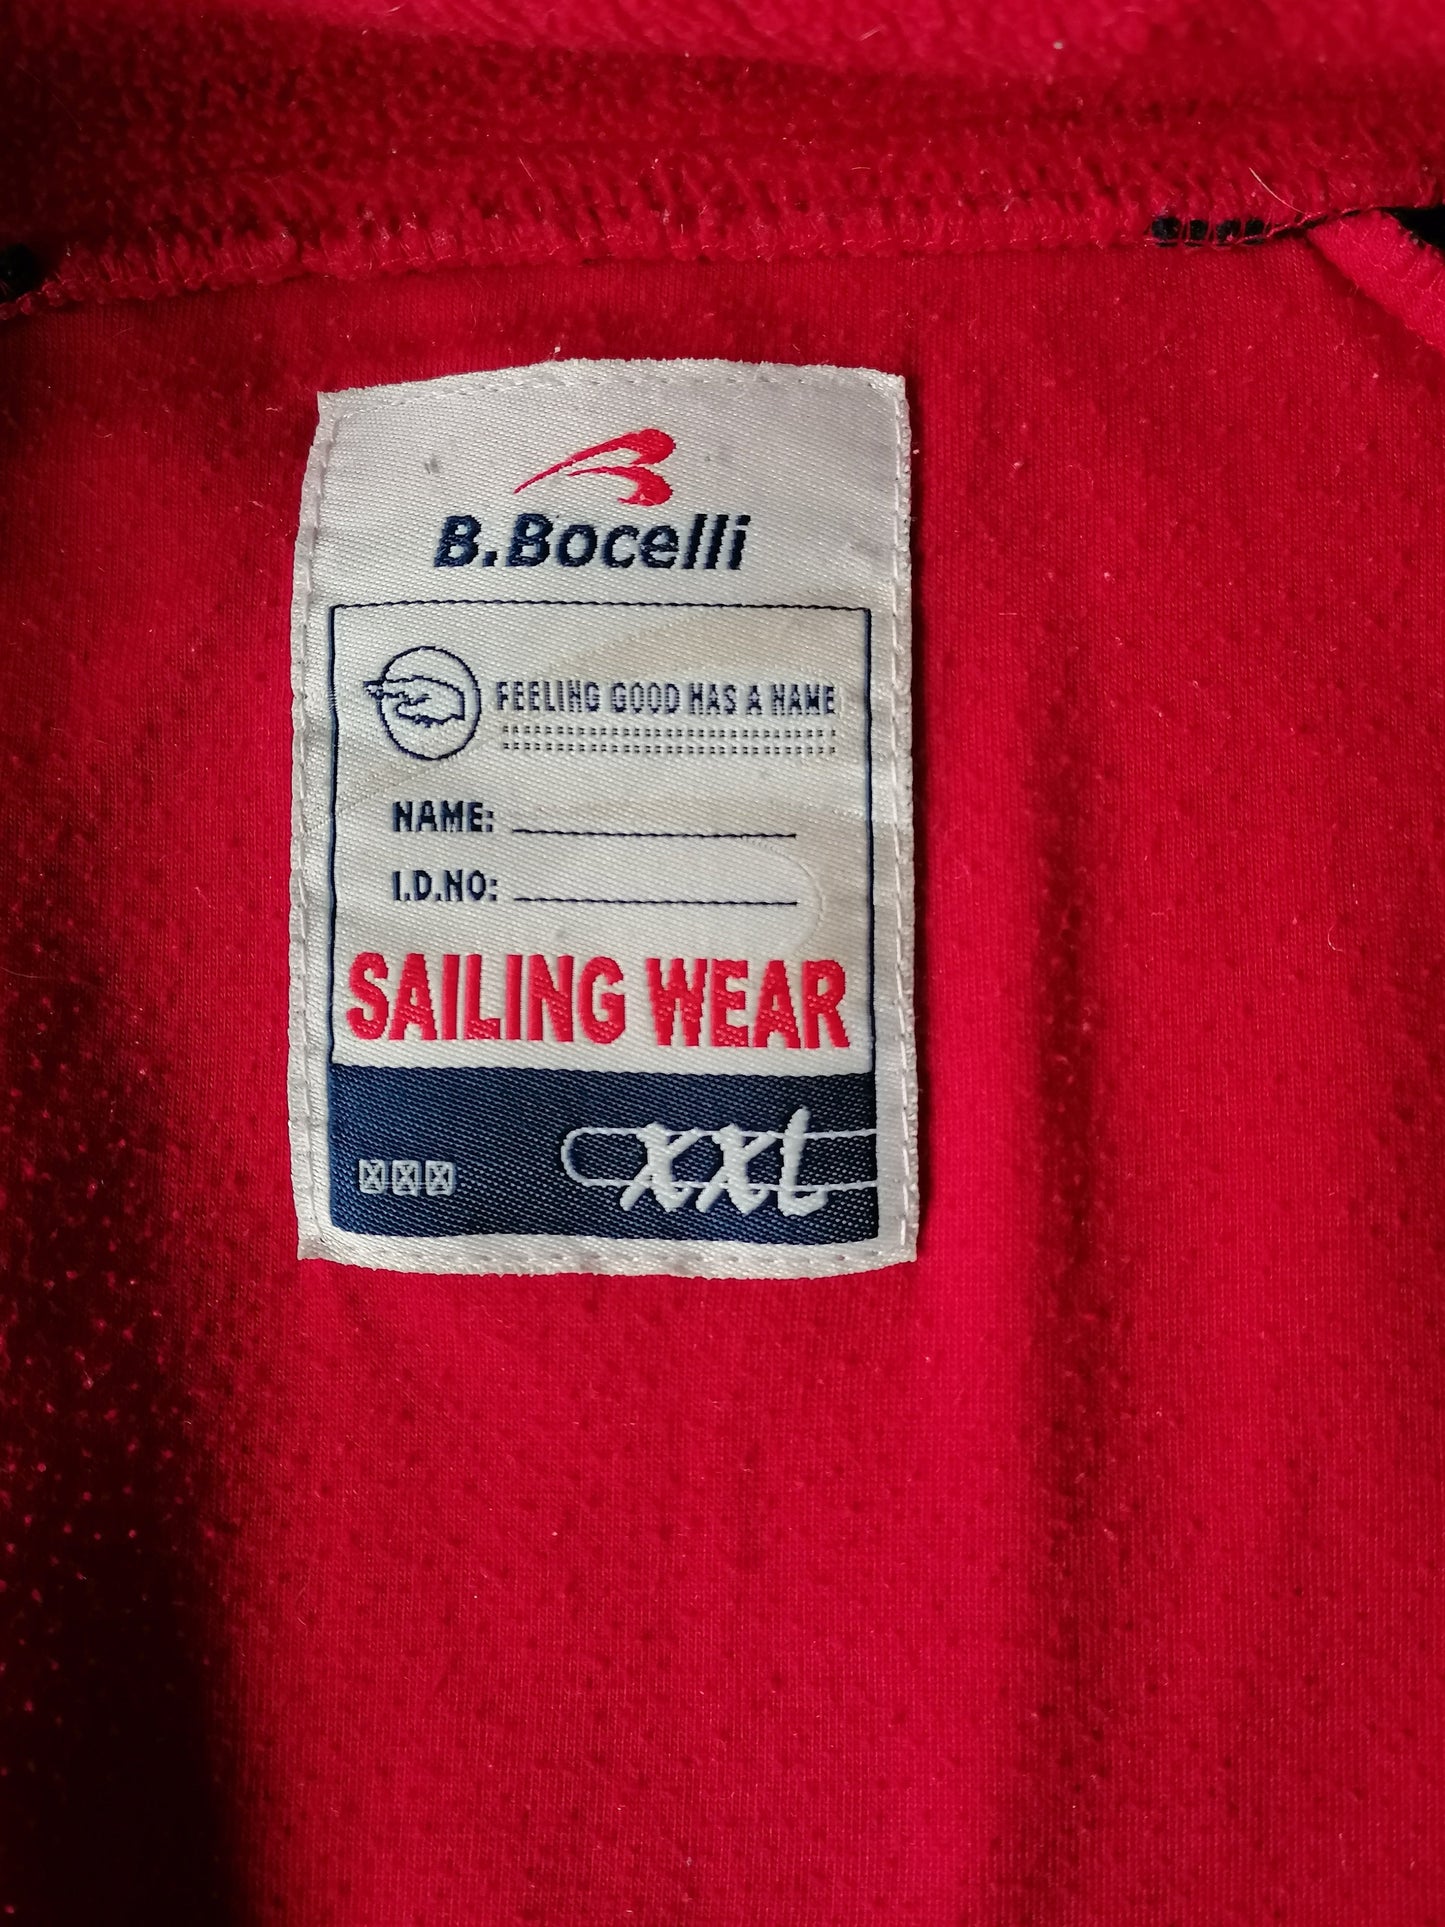 B.Bocelli
FEELING GOOD HAS A NAME
NAME:
I.D.NO:
SAILING WEAR
XXL